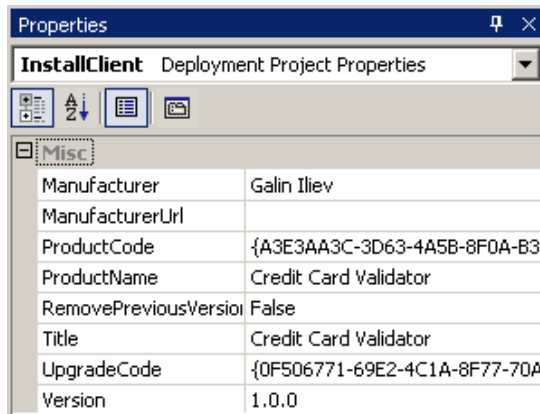 Properties
InstallClient Deployment Project Properties
Misc
Manufacturer Galin Iliev
ManufacturerUrl
ProductCode {A3E3AA3C-3D63-4A5B-8F0A-B3
ProductName Credit Card Validator
RemovePreviousVersion False
Title Credit Card Validator
UpgradeCode {0F506771-69E2-4C1A-8F77-70A
Version 1.0.0